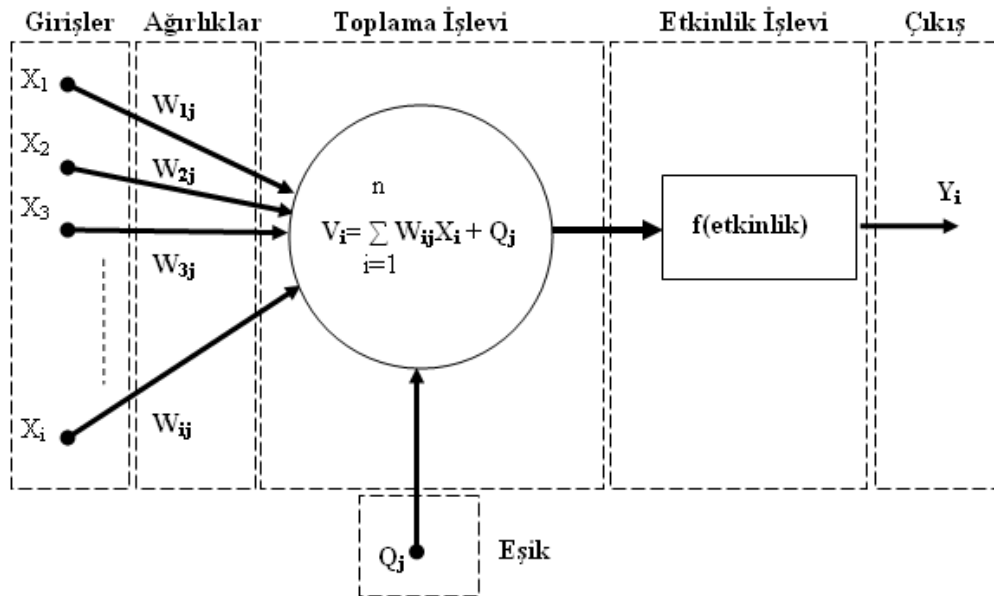 Girişler Ağırlıklar Toplama İşlevi Etkinlik İşlevi Çıkış
X1
W1j
X2
W2j
X3
W3j
n
Vi= ∑ WijXi + Qj
i=1
f(etkinlik)
Yi
Xi
Wij
Qj
Eşik